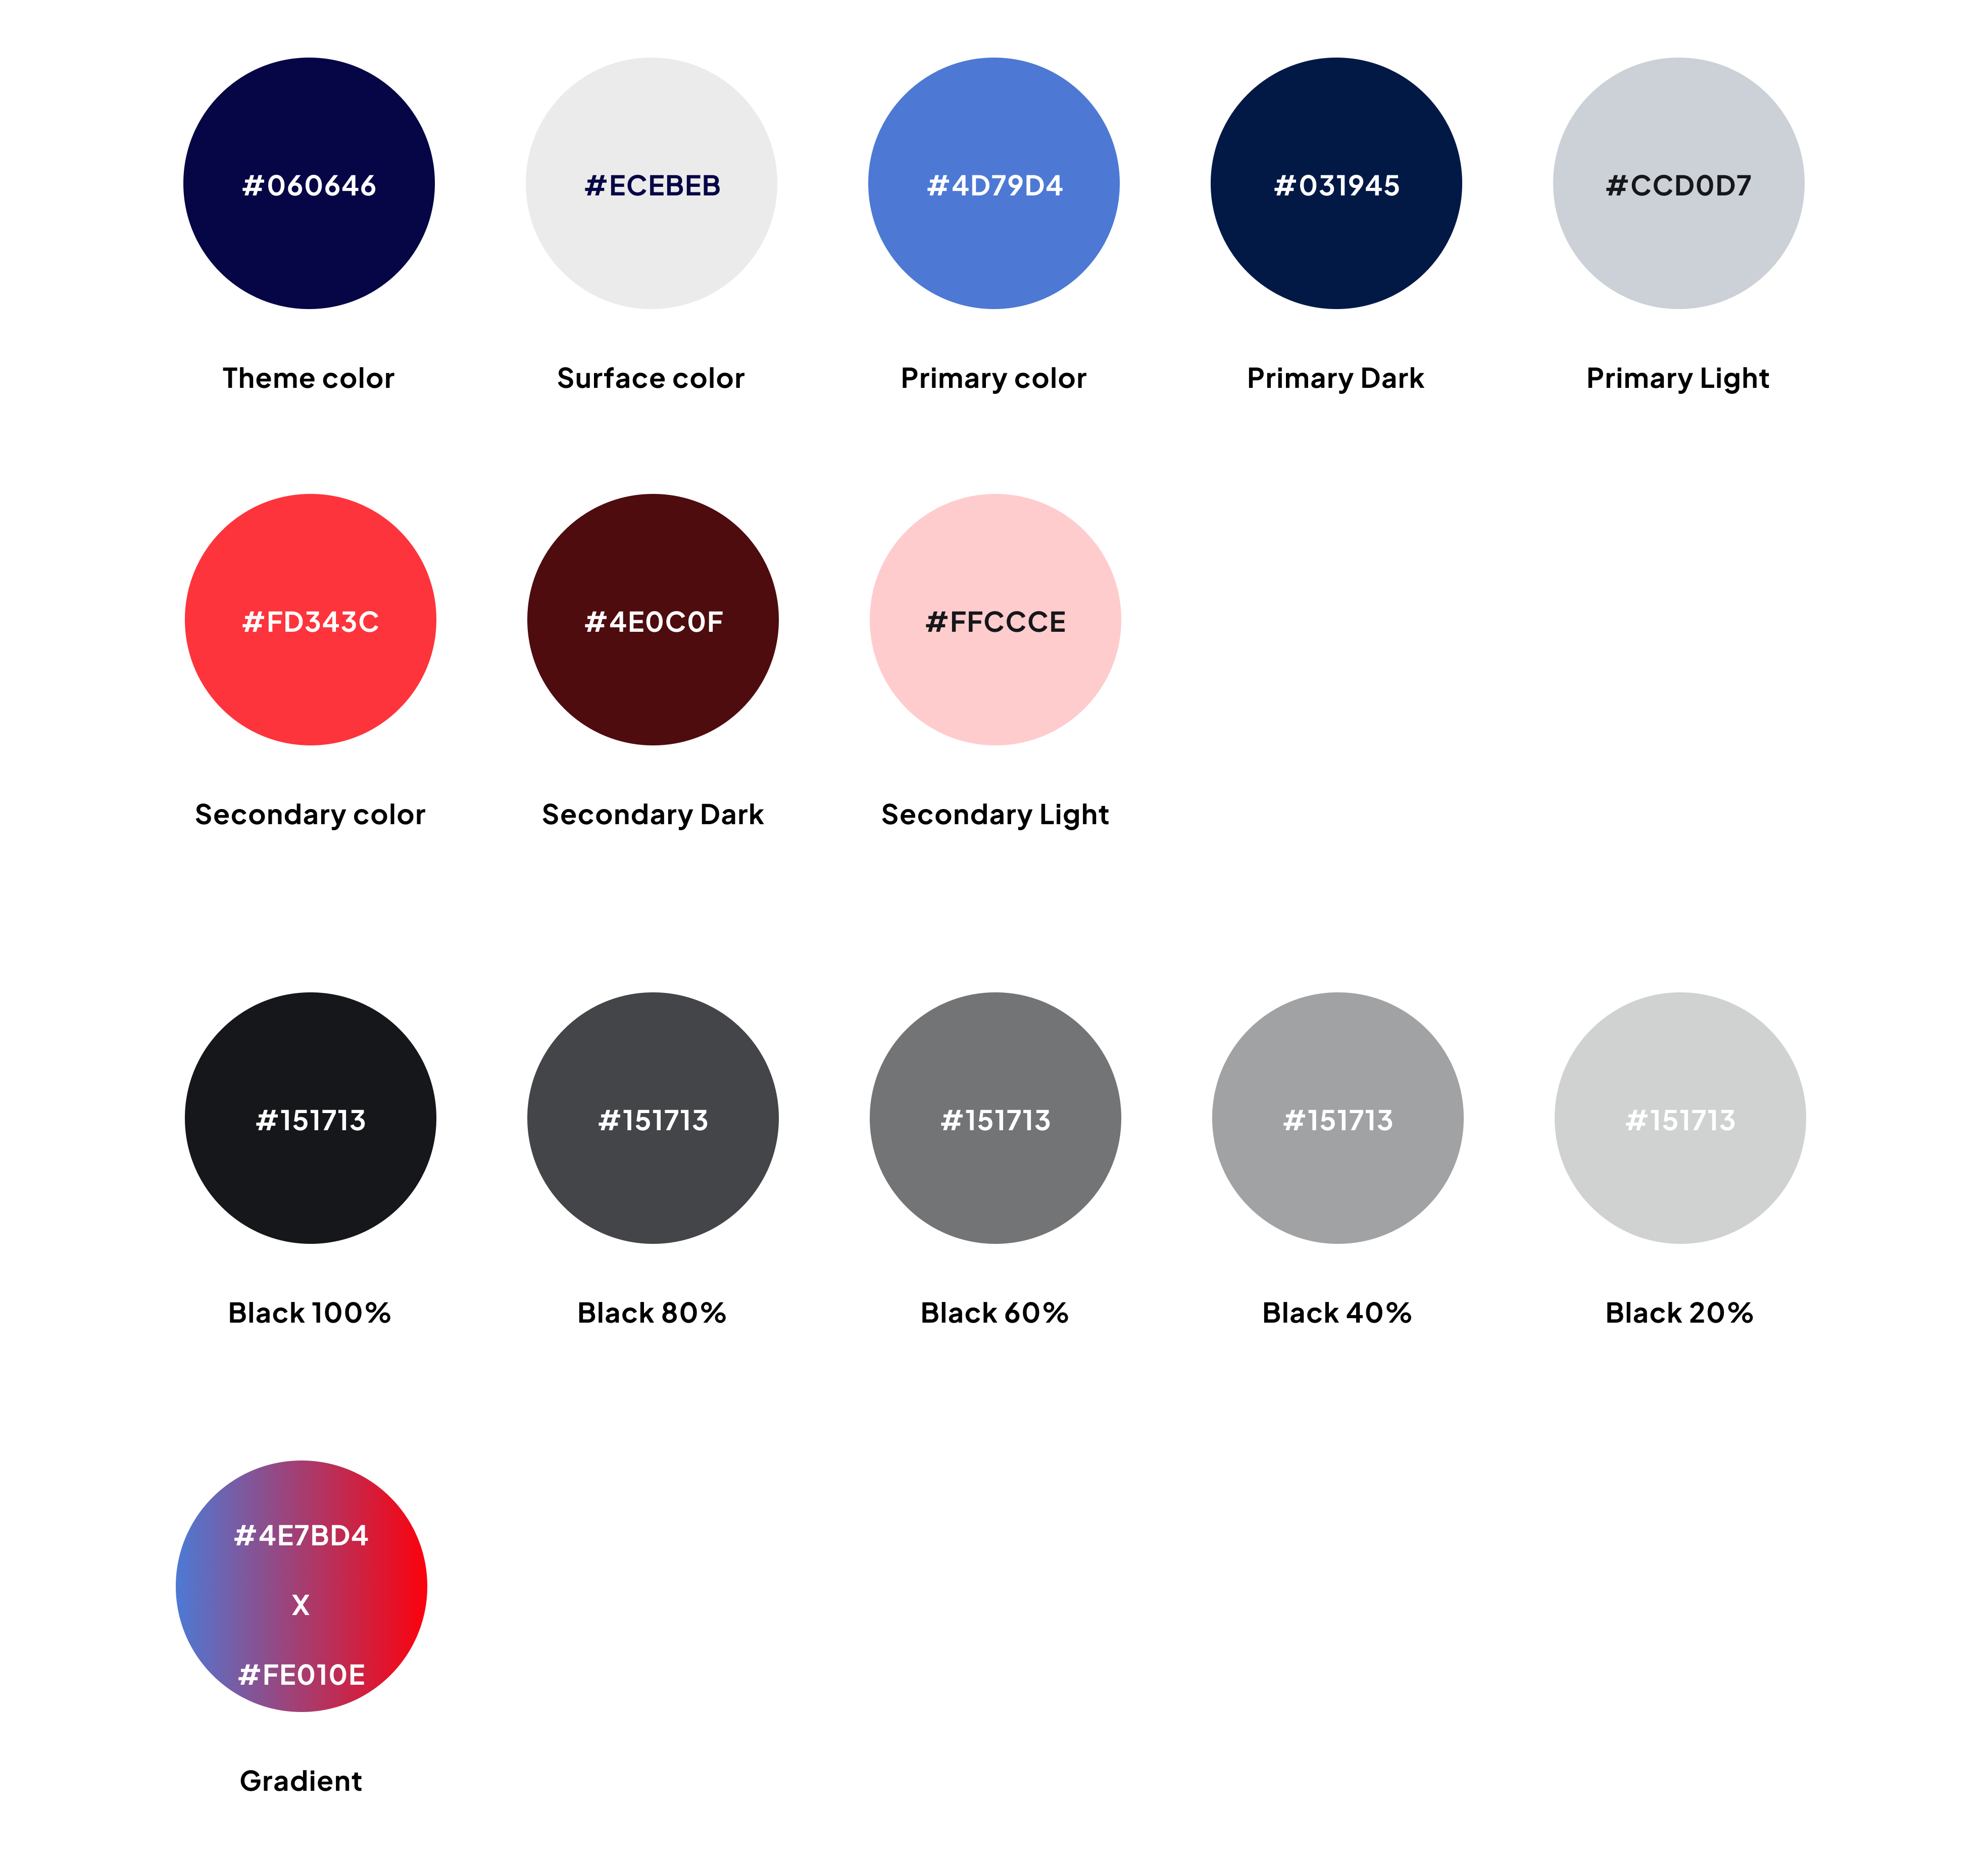 #060646
#ECEBEB
#4D79D4
#031945
#CCD0D7
Theme color
Surface color
Primary color
Primary Dark
Primary Light
#FD343C
#4E0C0F
#FFCCCE
Secondary color
Secondary Dark
Secondary Light
#151713
#151713
#151713
#151713
#151713
Black 100%
Black 80%
Black 60%
Black 40%
Black 20%
#4E7BD4
X
#FE010E
Gradient